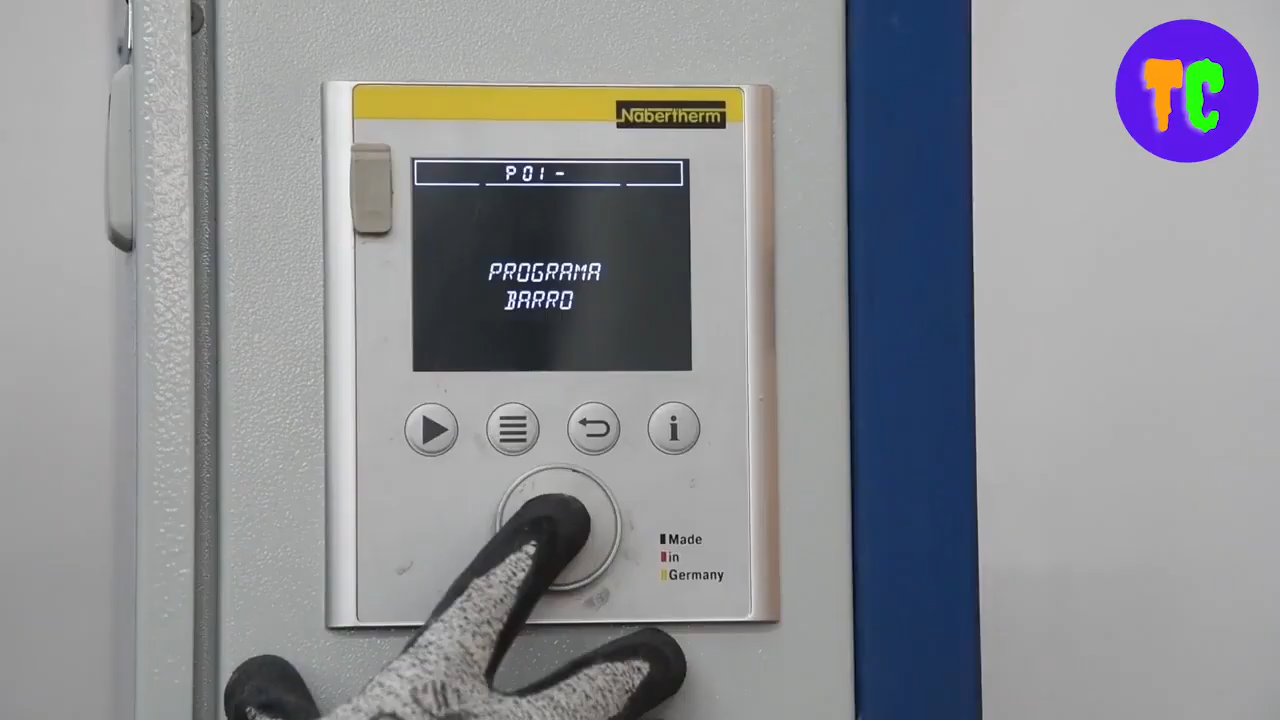 TC
Nabertherm
P01-
PROGRAMA
BARRO
i
Made
in
Germany